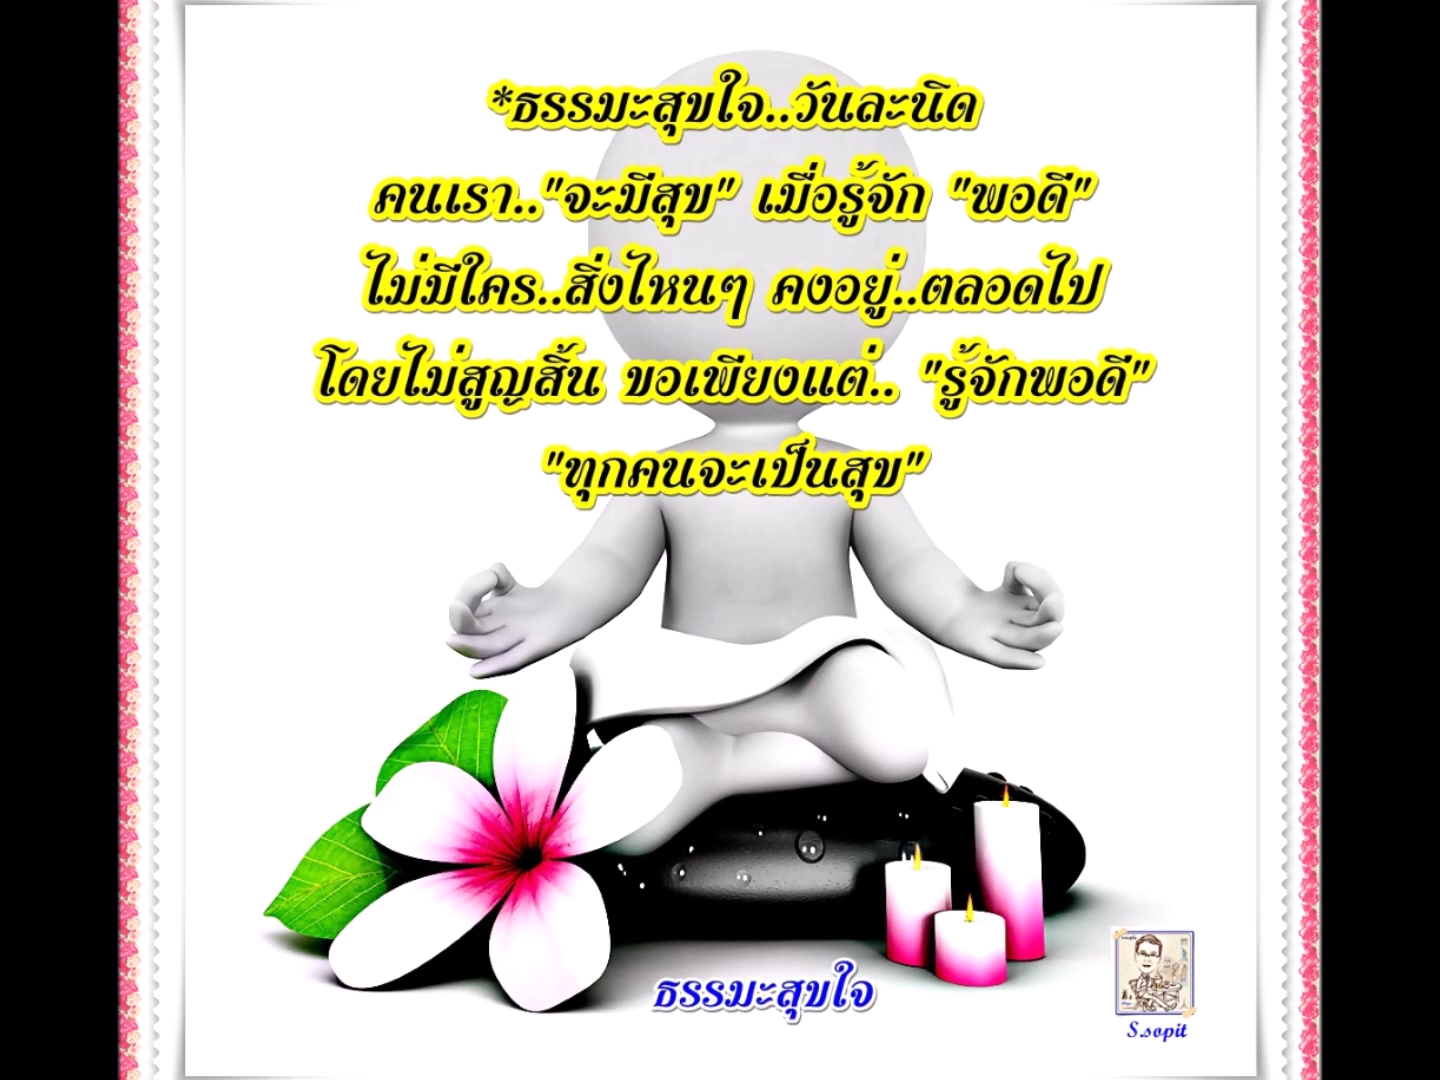 *ธรรมะสุขใจ..วันละนิด
คนเรา.."จะมีสุข" เมื่อรู้จัก "พอดี"
ไม่มีใคร..สิ่งไหนๆ คงอยู่..ตลอดไป
โดยไม่สูญสิ้น ขอเพียงแต่.. "รู้จักพอดี"
"ทุกคนจะเป็นสุข"
ธรรมะสุขใจ
S.sopit